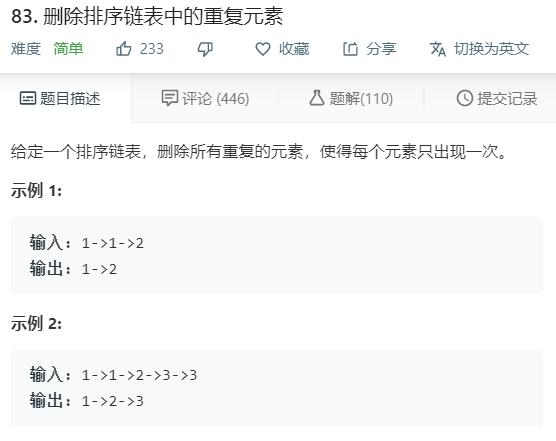 83. 删除排序链表中的重复元素
难度 简单 233 收藏 分享 切换为英文
题目描述 评论 (446) 题解(110) 提交记录
给定一个排序链表，删除所有重复的元素，使得每个元素只出现一次。
示例 1:
输入: 1->1->2
输出: 1->2
示例 2:
输入: 1->1->2->3->3
输出: 1->2->3